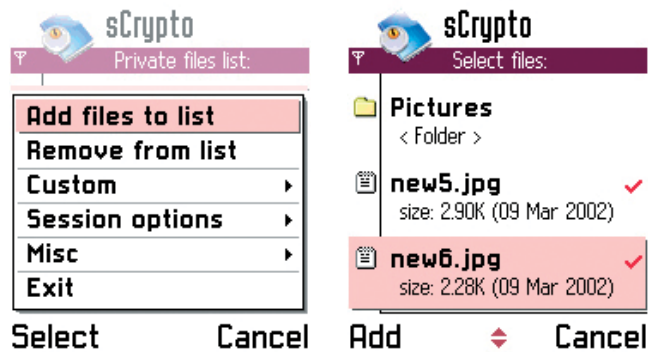 sCrypto
Private files list:
Add files to list
Remove from list
Custom
Session options
Misc
Exit
Select Cancel
sCrypto
Select files:
Pictures
< Folder >
new5.jpg
size: 2.90K (09 Mar 2002)
new6.jpg
size: 2.28K (09 Mar 2002)
Add Cancel